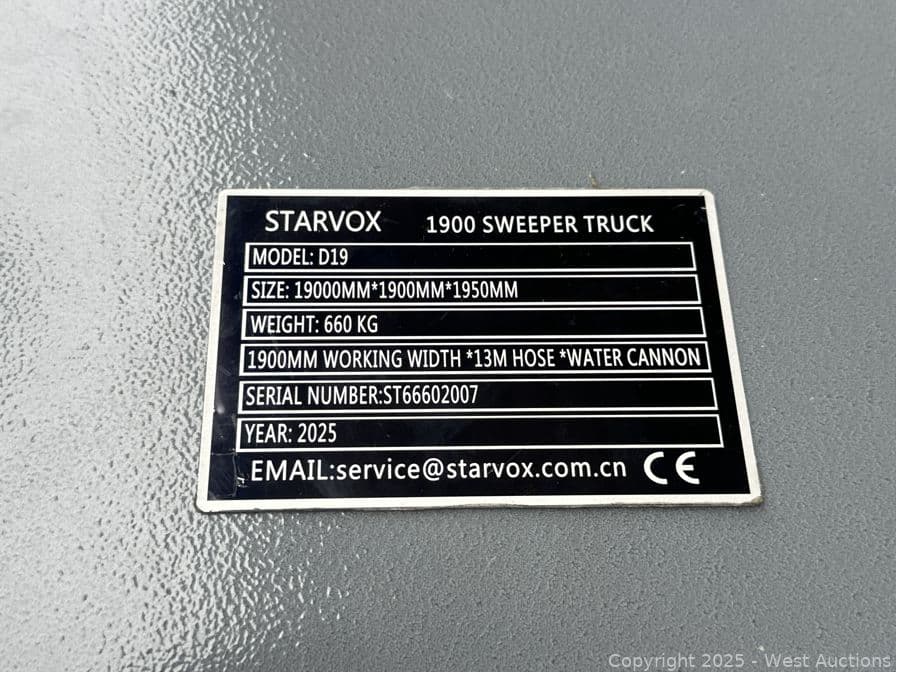 STARVOX 1900 SWEEPER TRUCK
MODEL: D19
SIZE: 19000MM*1900MM*1950MM
WEIGHT: 660 KG
1900MM WORKING WIDTH *13M HOSE *WATER CANNON
SERIAL NUMBER:ST66602007
YEAR: 2025
EMAIL:service@starvox.com.cn CE
Copyright 2025 - West Auctions